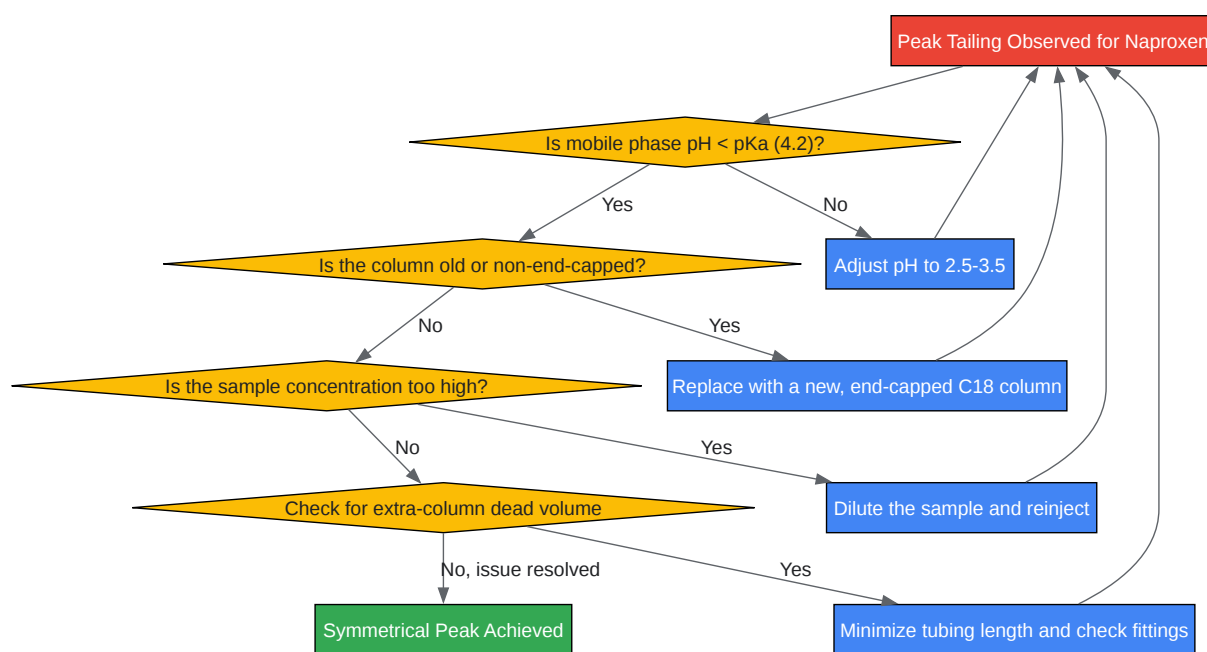 Peak Tailing Observed for Naproxen
Is mobile phase pH < pKa (4.2)?
Yes
No
Is the column old or non-end-capped?
Adjust pH to 2.5-3.5
No
Yes
Is the sample concentration too high?
Replace with a new, end-capped C18 column
No
Yes
Check for extra-column dead volume
Dilute the sample and reinject
No, issue resolved
Yes
Symmetrical Peak Achieved
Minimize tubing length and check fittings